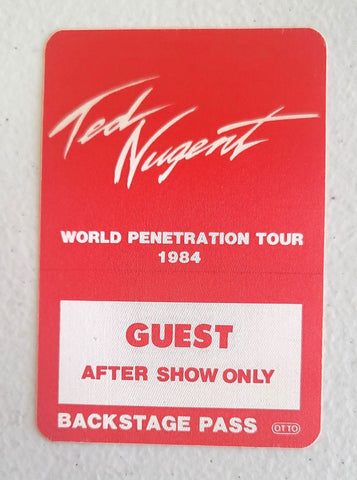 Ted
Nugent
WORLD PENETRATION TOUR
1984
GUEST
AFTER SHOW ONLY
BACKSTAGE PASS OTTO